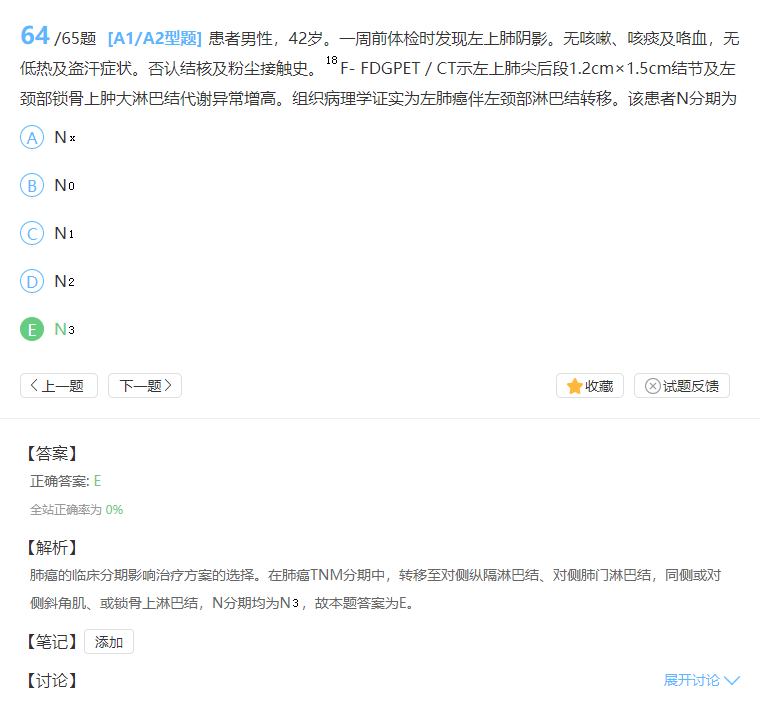 64/65题 [A1/A2型题] 患者男性，42岁。一周前体检时发现左上肺阴影。无咳嗽、咳痰及咯血，无
低热及盗汗症状。否认结核及粉尘接触史。18F- FDGPET / CT示左上肺尖后段1.2cm×1.5cm结节及左
颈部锁骨上肿大淋巴结代谢异常增高。组织病理学证实为左肺癌伴左颈部淋巴结转移。该患者N分期为
A Nx
B N0
C N1
D N2
E N3
上一题 下一题 收藏 试题反馈
【答案】
正确答案: E
全站正确率为 0%
【解析】
肺癌的临床分期影响治疗方案的选择。在肺癌TNM分期中，转移至对侧纵隔淋巴结、对侧肺门淋巴结，同侧或对
侧斜角肌、或锁骨上淋巴结，N分期均为N3，故本题答案为E。
【笔记】 添加
【讨论】 展开讨论